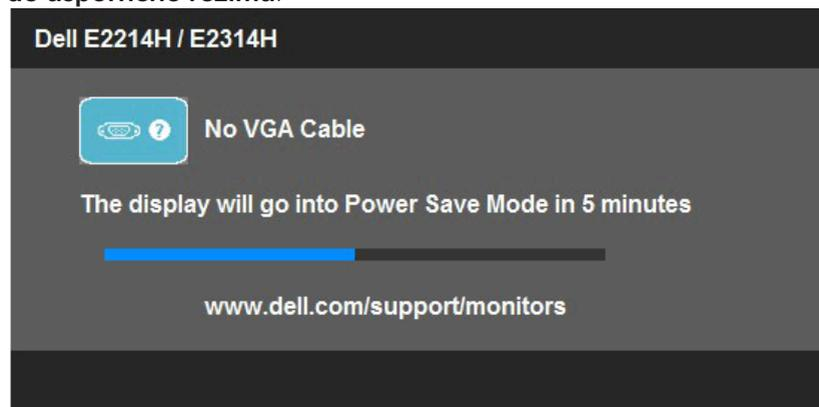 Dell E2214H / E2314H
No VGA Cable
The display will go into Power Save Mode in 5 minutes
www.dell.com/support/monitors